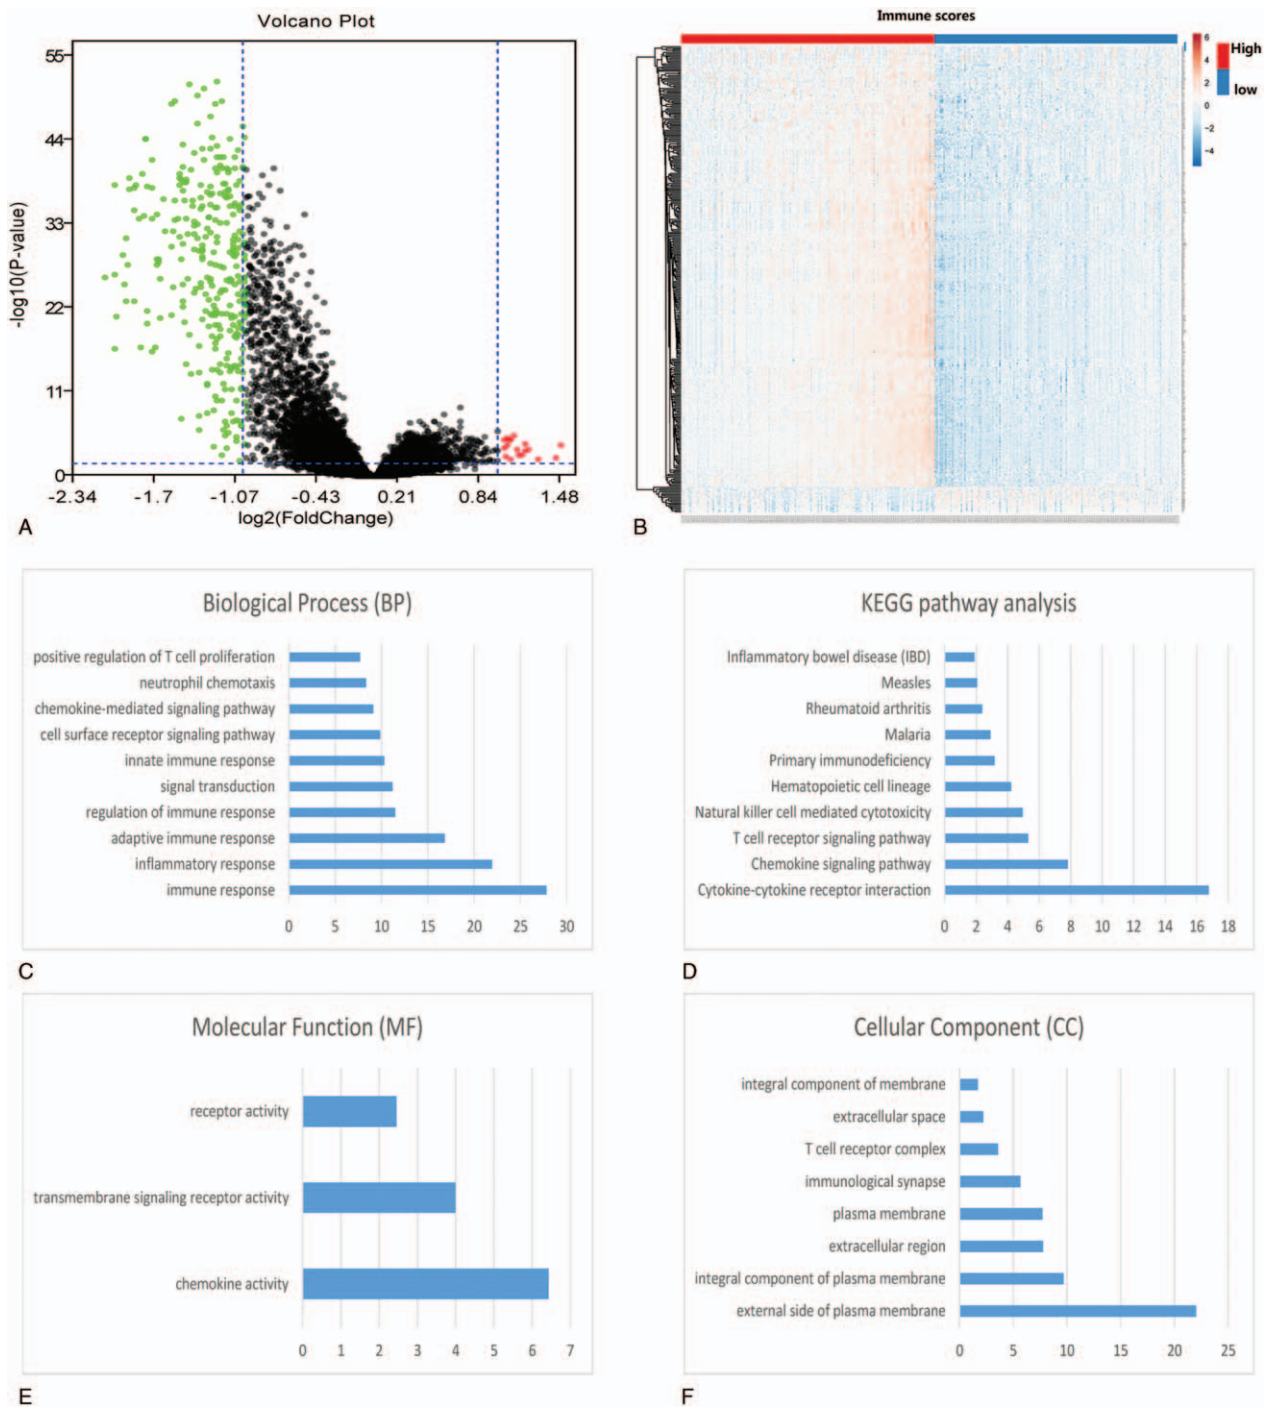 Volcano Plot
55
44
33
22
11
0
-log10(P-value)
-2.34 -1.7 -1.07 -0.43 0.21 0.84 1.48
log2(FoldChange)
A
Immune scores
6
4
2
0
-2
-4
High
low
B
Biological Process (BP)
positive regulation of T cell proliferation
neutrophil chemotaxis
chemokine-mediated signaling pathway
cell surface receptor signaling pathway
innate immune response
signal transduction
regulation of immune response
adaptive immune response
inflammatory response
immune response
0 5 10 15 20 25 30
C
KEGG pathway analysis
Inflammatory bowel disease (IBD)
Measles
Rheumatoid arthritis
Malaria
Primary immunodeficiency
Hematopoietic cell lineage
Natural killer cell mediated cytotoxicity
T cell receptor signaling pathway
Chemokine signaling pathway
Cytokine-cytokine receptor interaction
0 2 4 6 8 10 12 14 16 18
D
Molecular Function (MF)
receptor activity
transmembrane signaling receptor activity
chemokine activity
0 1 2 3 4 5 6 7
E
Cellular Component (CC)
integral component of membrane
extracellular space
T cell receptor complex
immunological synapse
plasma membrane
extracellular region
integral component of plasma membrane
external side of plasma membrane
0 5 10 15 20 25
F